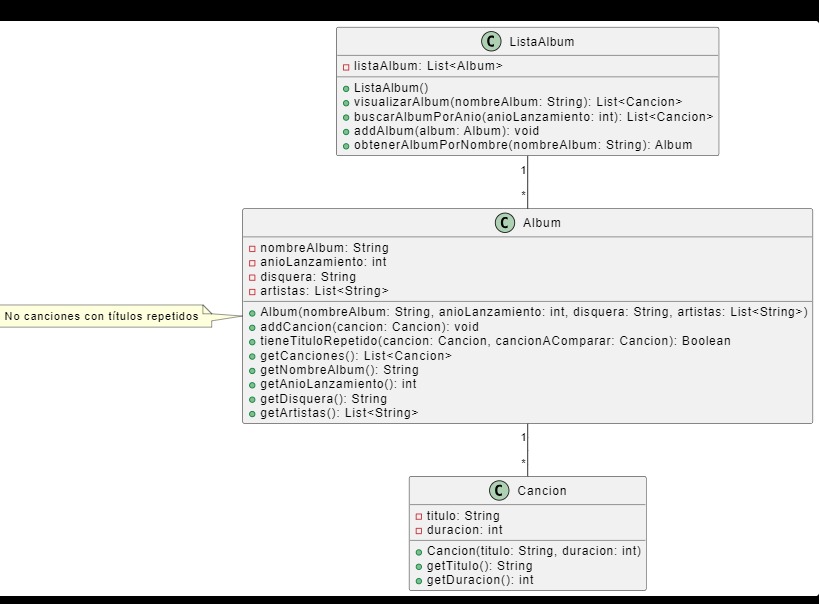 C ListaAlbum
listaAlbum: List<Album>
ListaAlbum()
visualizarAlbum(nombreAlbum: String): List<Cancion>
buscarAlbumPorAnio(anioLanzamiento: int): List<Cancion>
addAlbum(album: Album): void
obtenerAlbumPorNombre(nombreAlbum: String): Album
1
*
C Album
nombreAlbum: String
anioLanzamiento: int
disquera: String
artistas: List<String>
No canciones con títulos repetidos
Album(nombreAlbum: String, anioLanzamiento: int, disquera: String, artistas: List<String>)
addCancion(cancion: Cancion): void
tieneTituloRepetido(cancion: Cancion, cancionAComparar: Cancion): Boolean
getCanciones(): List<Cancion>
getNombreAlbum(): String
getAnioLanzamiento(): int
getDisquera(): String
getArtistas(): List<String>
1
*
C Cancion
titulo: String
duracion: int
Cancion(titulo: String, duracion: int)
getTitulo(): String
getDuracion(): int